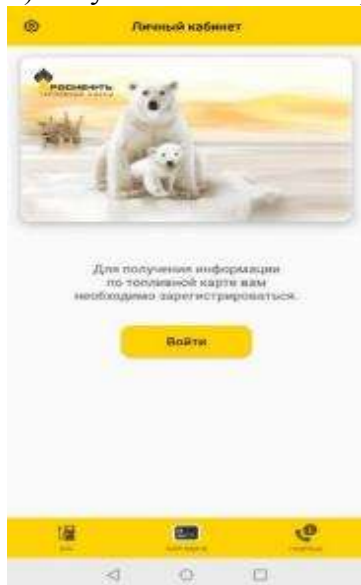 Личный кабинет
РОСНЕФТЬ
Для получения информации
по топливной карте вам
необходимо зарегистрироваться.
Войти